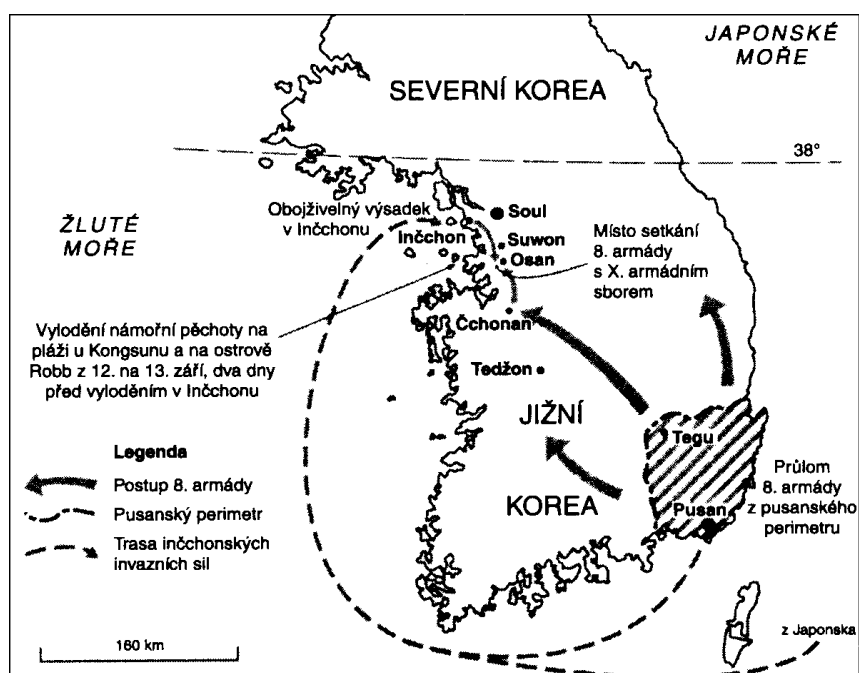 JAPONSKÉ
MOŘE
SEVERNÍ KOREA
38°
ŽLUTÉ
MOŘE
Obojživelný výsadek
v Inčchonu
Soul
Inčchon
Suwon
Osan
Místo setkání
8. armády
s X. armádním
sborem
Čchonan
Vylodění námořní pěchoty na
pláži u Kongsunu a na ostrově
Robb z 12. na 13. září, dva dny
před vyloděním v Inčchonu
Tedžon
JIŽNÍ
KOREA
Tegu
Pusan
Průlom
8. armády
z pusanského
perimetru
Legenda
Postup 8. armády
Pusanský perimetr
Trasa inčchonských
invazních sil
z Japonska
160 km